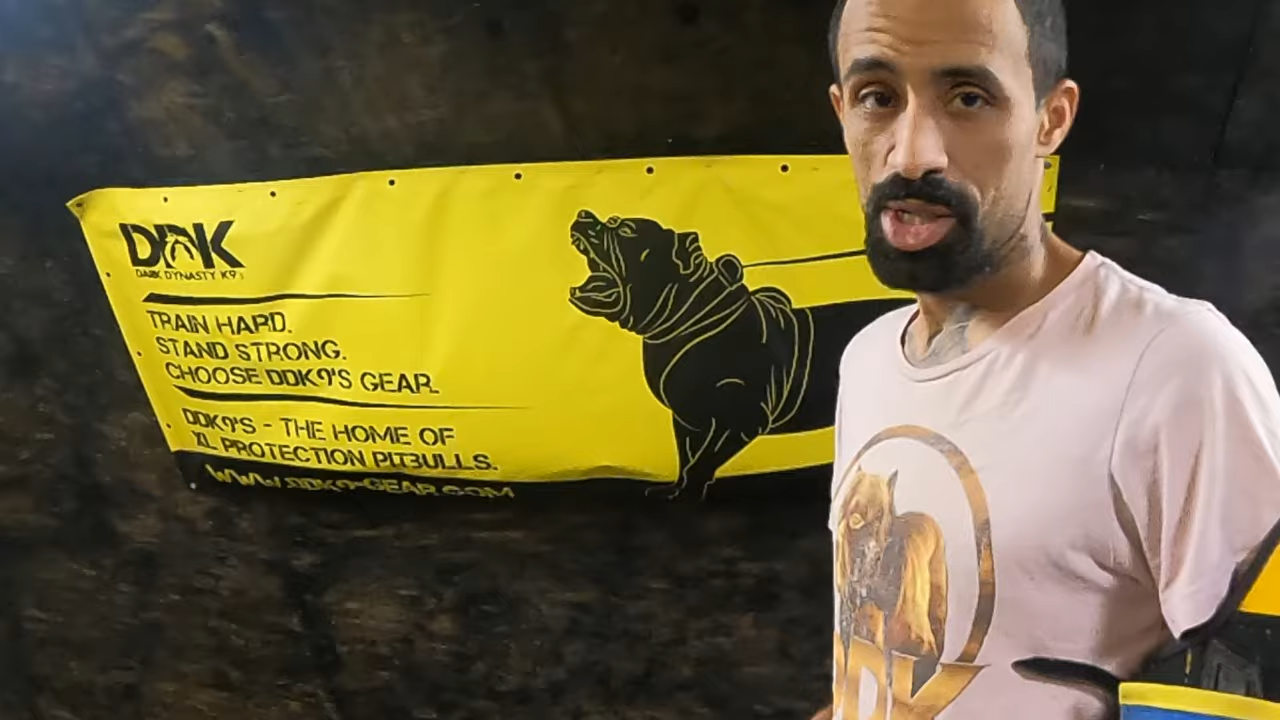 DDK
DARK DYNASTY K9's
TRAIN HARD.
STAND STRONG.
CHOOSE DDK9'S GEAR.
DDK9'S - THE HOME OF
XL PROTECTION PITBULLS.
WWW.DDK9-GEAR.COM
DDK